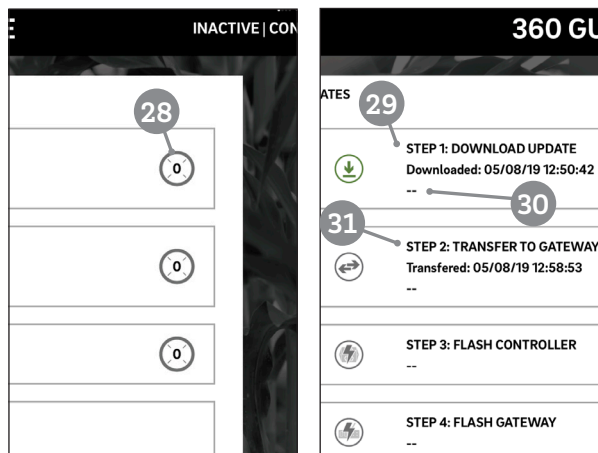 INACTIVE | CON
28
0
0
0
360 GU
ATES
29
STEP 1: DOWNLOAD UPDATE
Downloaded: 05/08/19 12:50:42
--
30
31
STEP 2: TRANSFER TO GATEWAY
Transfered: 05/08/19 12:58:53
--
STEP 3: FLASH CONTROLLER
--
STEP 4: FLASH GATEWAY
--